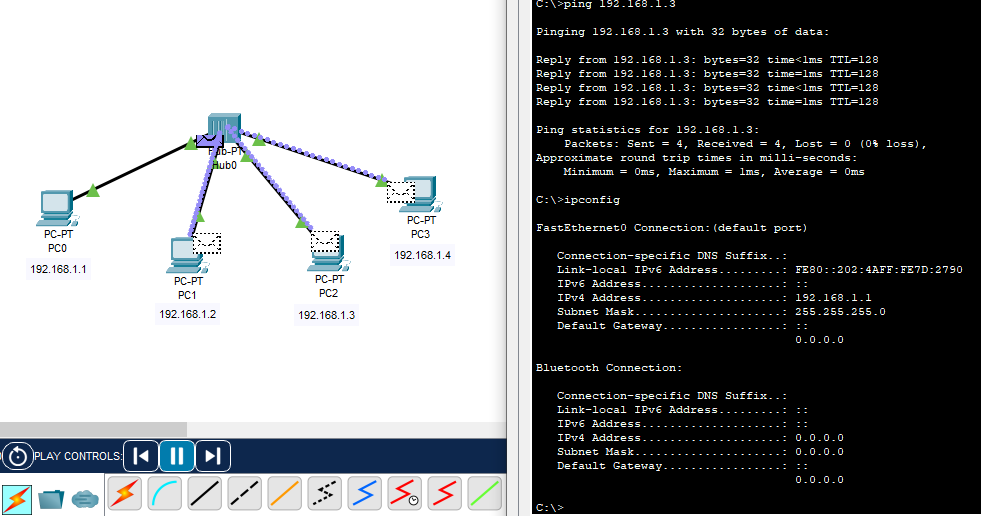 Hub-PT
Hub0
PC-PT
PC0
192.168.1.1
PC-PT
PC1
192.168.1.2
PC-PT
PC2
192.168.1.3
PC-PT
PC3
192.168.1.4
PLAY CONTROLS:
C:\>ping 192.168.1.3
Pinging 192.168.1.3 with 32 bytes of data:
Reply from 192.168.1.3: bytes=32 time<1ms TTL=128
Reply from 192.168.1.3: bytes=32 time=1ms TTL=128
Reply from 192.168.1.3: bytes=32 time<1ms TTL=128
Reply from 192.168.1.3: bytes=32 time=1ms TTL=128
Ping statistics for 192.168.1.3:
Packets: Sent = 4, Received = 4, Lost = 0 (0% loss),
Approximate round trip times in milli-seconds:
Minimum = 0ms, Maximum = 1ms, Average = 0ms
C:\>ipconfig
FastEthernet0 Connection:(default port)
Connection-specific DNS Suffix..:
Link-local IPv6 Address.........: FE80::202:4AFF:FE7D:2790
IPv6 Address....................: ::
IPv4 Address....................: 192.168.1.1
Subnet Mask.....................: 255.255.255.0
Default Gateway.................: ::
0.0.0.0
Bluetooth Connection:
Connection-specific DNS Suffix..:
Link-local IPv6 Address.........: ::
IPv6 Address....................: ::
IPv4 Address....................: 0.0.0.0
Subnet Mask.....................: 0.0.0.0
Default Gateway.................: ::
0.0.0.0
C:\>